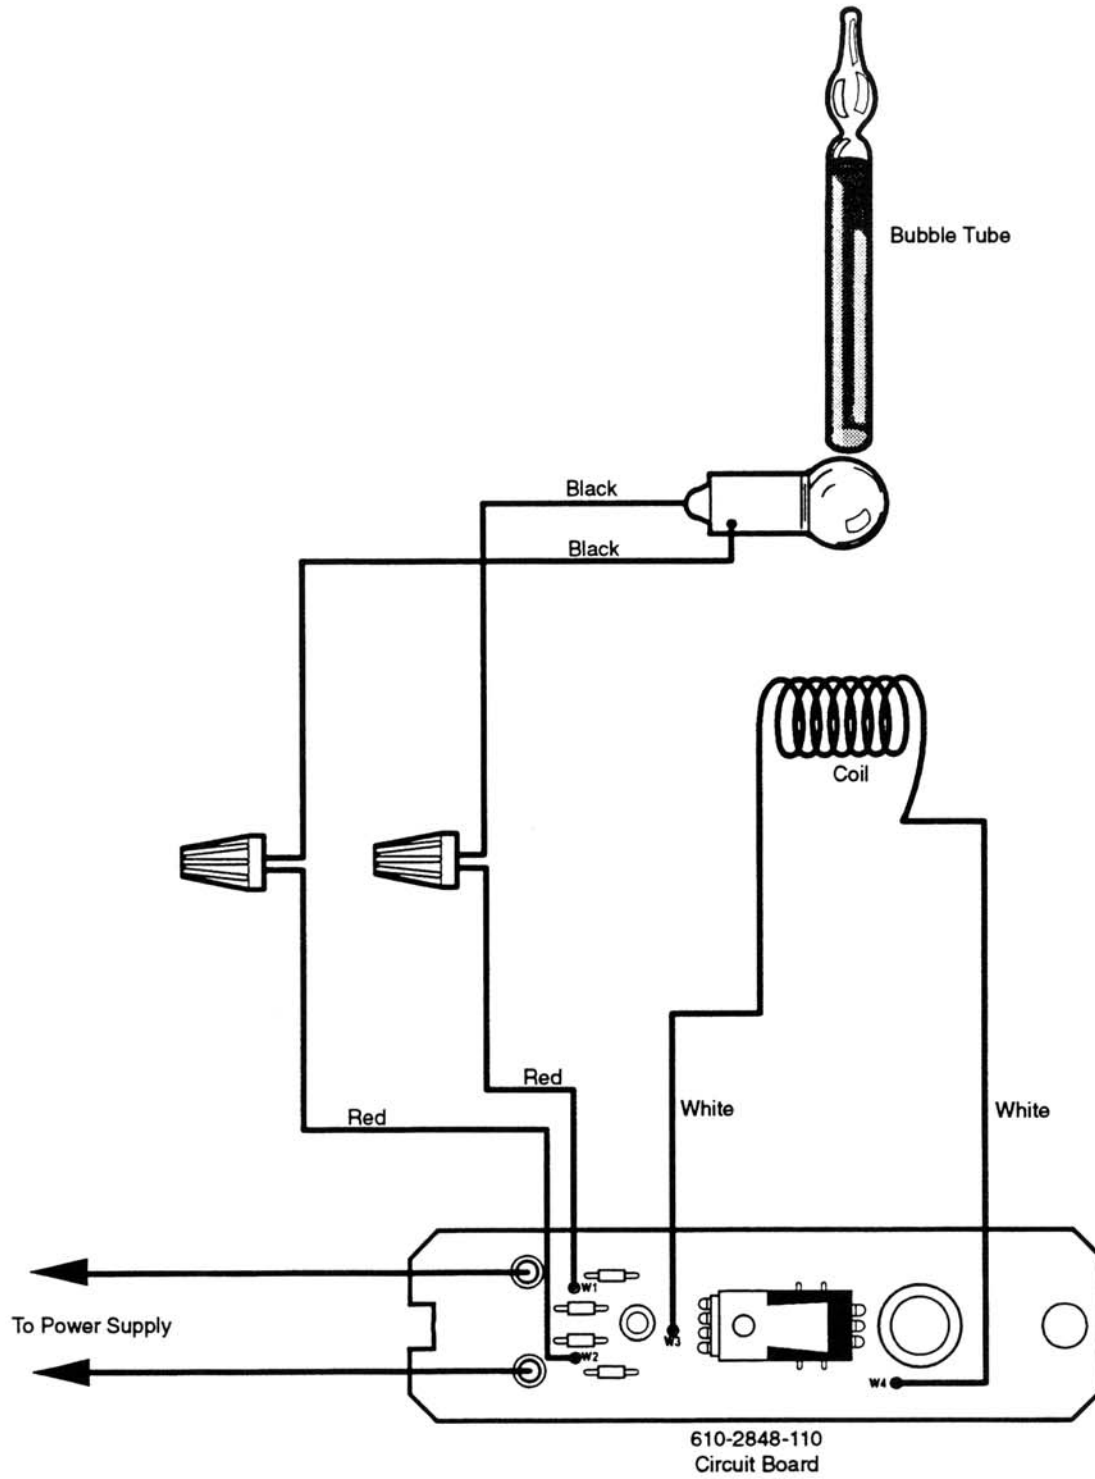 Bubble Tube
Black
Black
Coil
Red
Red
White
White
W1
To Power Supply
W3
W2
W4
610-2848-110
Circuit Board